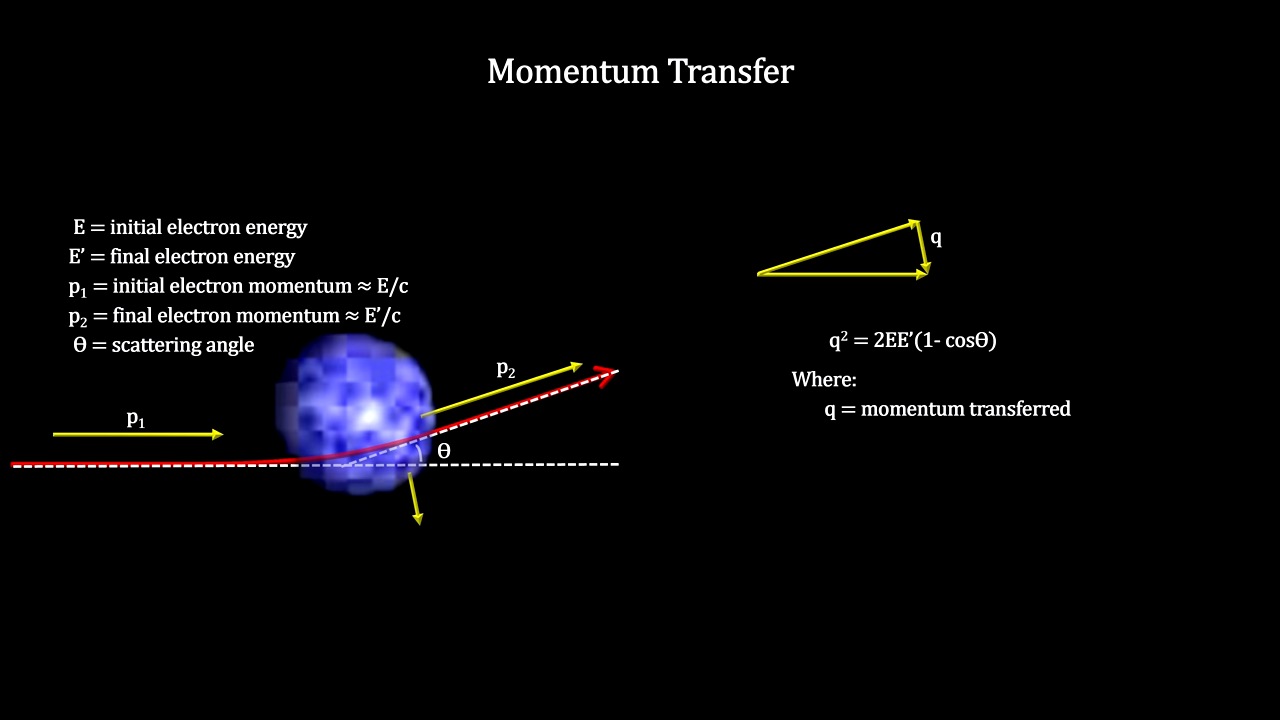 Momentum Transfer
E = initial electron energy
E’ = final electron energy
p₁ = initial electron momentum ≈ E/c
p₂ = final electron momentum ≈ E’/c
Θ = scattering angle
p₁
p₂
Θ
q
q² = 2EE’(1- cosΘ)
Where:
q = momentum transferred